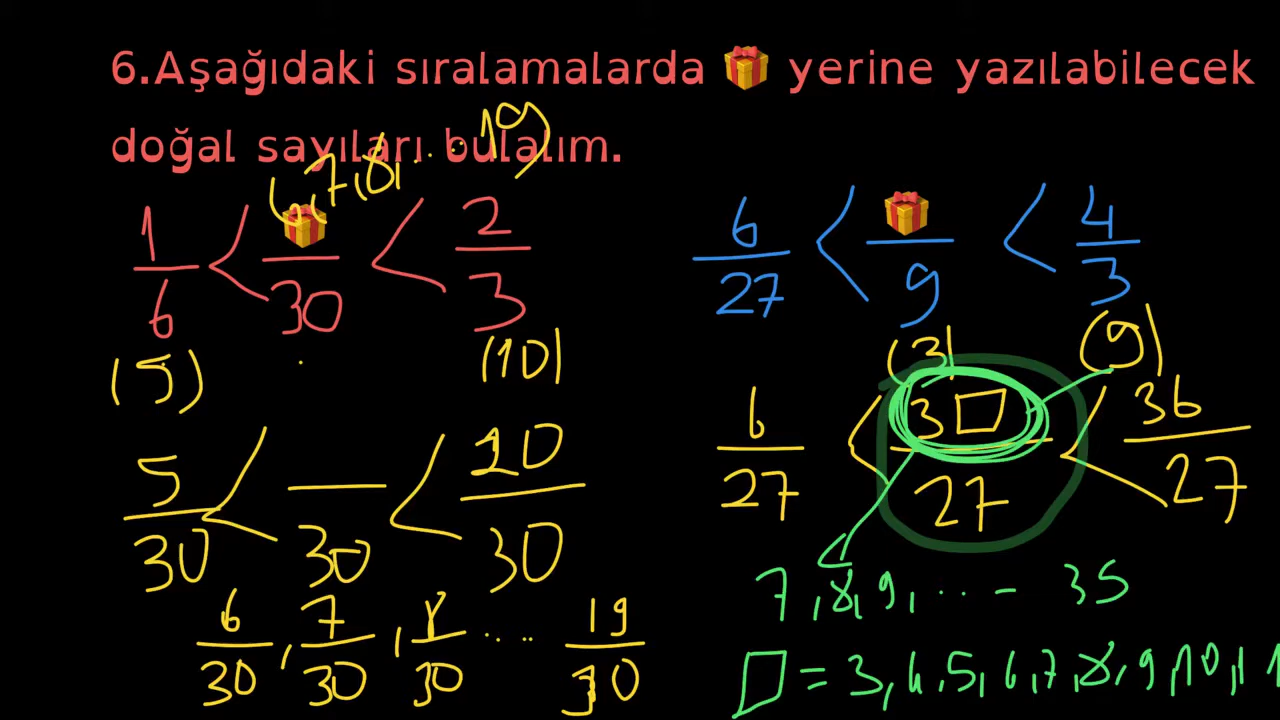 6.Aşağıdaki sıralamalarda 🎁 yerine yazılabilecek
doğal sayıları bulalım.
6,7,8,.....19)
1/6 < 🎁/30 < 2/3
6/27 < 🎁/9 < 4/3
(5) (10)
(3) (9)
5/30 < __/30 < 20/30
6/27 < 3□/27 < 36/27
6/30, 7/30, 8/30 ..... 19/30
7,8,9,... - 35
□ = 3,4,5,6,7,8,9,10,11